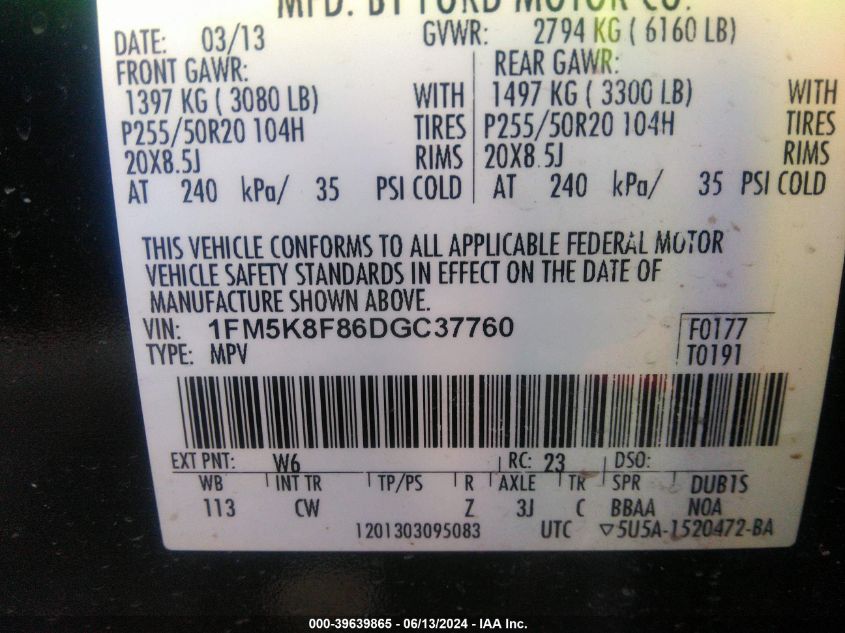 MFD. BY FORD MOTOR CO.
DATE: 03/13 GVWR: 2794 KG ( 6160 LB)
FRONT GAWR: REAR GAWR:
1397 KG ( 3080 LB) WITH 1497 KG ( 3300 LB) WITH
P255/50R20 104H TIRES P255/50R20 104H TIRES
20X8.5J RIMS 20X8.5J RIMS
AT 240 kPa/ 35 PSI COLD AT 240 kPa/ 35 PSI COLD
THIS VEHICLE CONFORMS TO ALL APPLICABLE FEDERAL MOTOR
VEHICLE SAFETY STANDARDS IN EFFECT ON THE DATE OF
MANUFACTURE SHOWN ABOVE.
VIN: 1FM5K8F86DGC37760 F0177
TYPE: MPV T0191
EXT PNT: W6 RC: 23 DSO:
WB INT TR TP/PS R AXLE TR SPR DUB1S
113 CW Z 3J C BBAA NOA
1201303095083 UTC ▽5U5A-1520472-BA
000-39639865 - 06/13/2024 - IAA Inc.